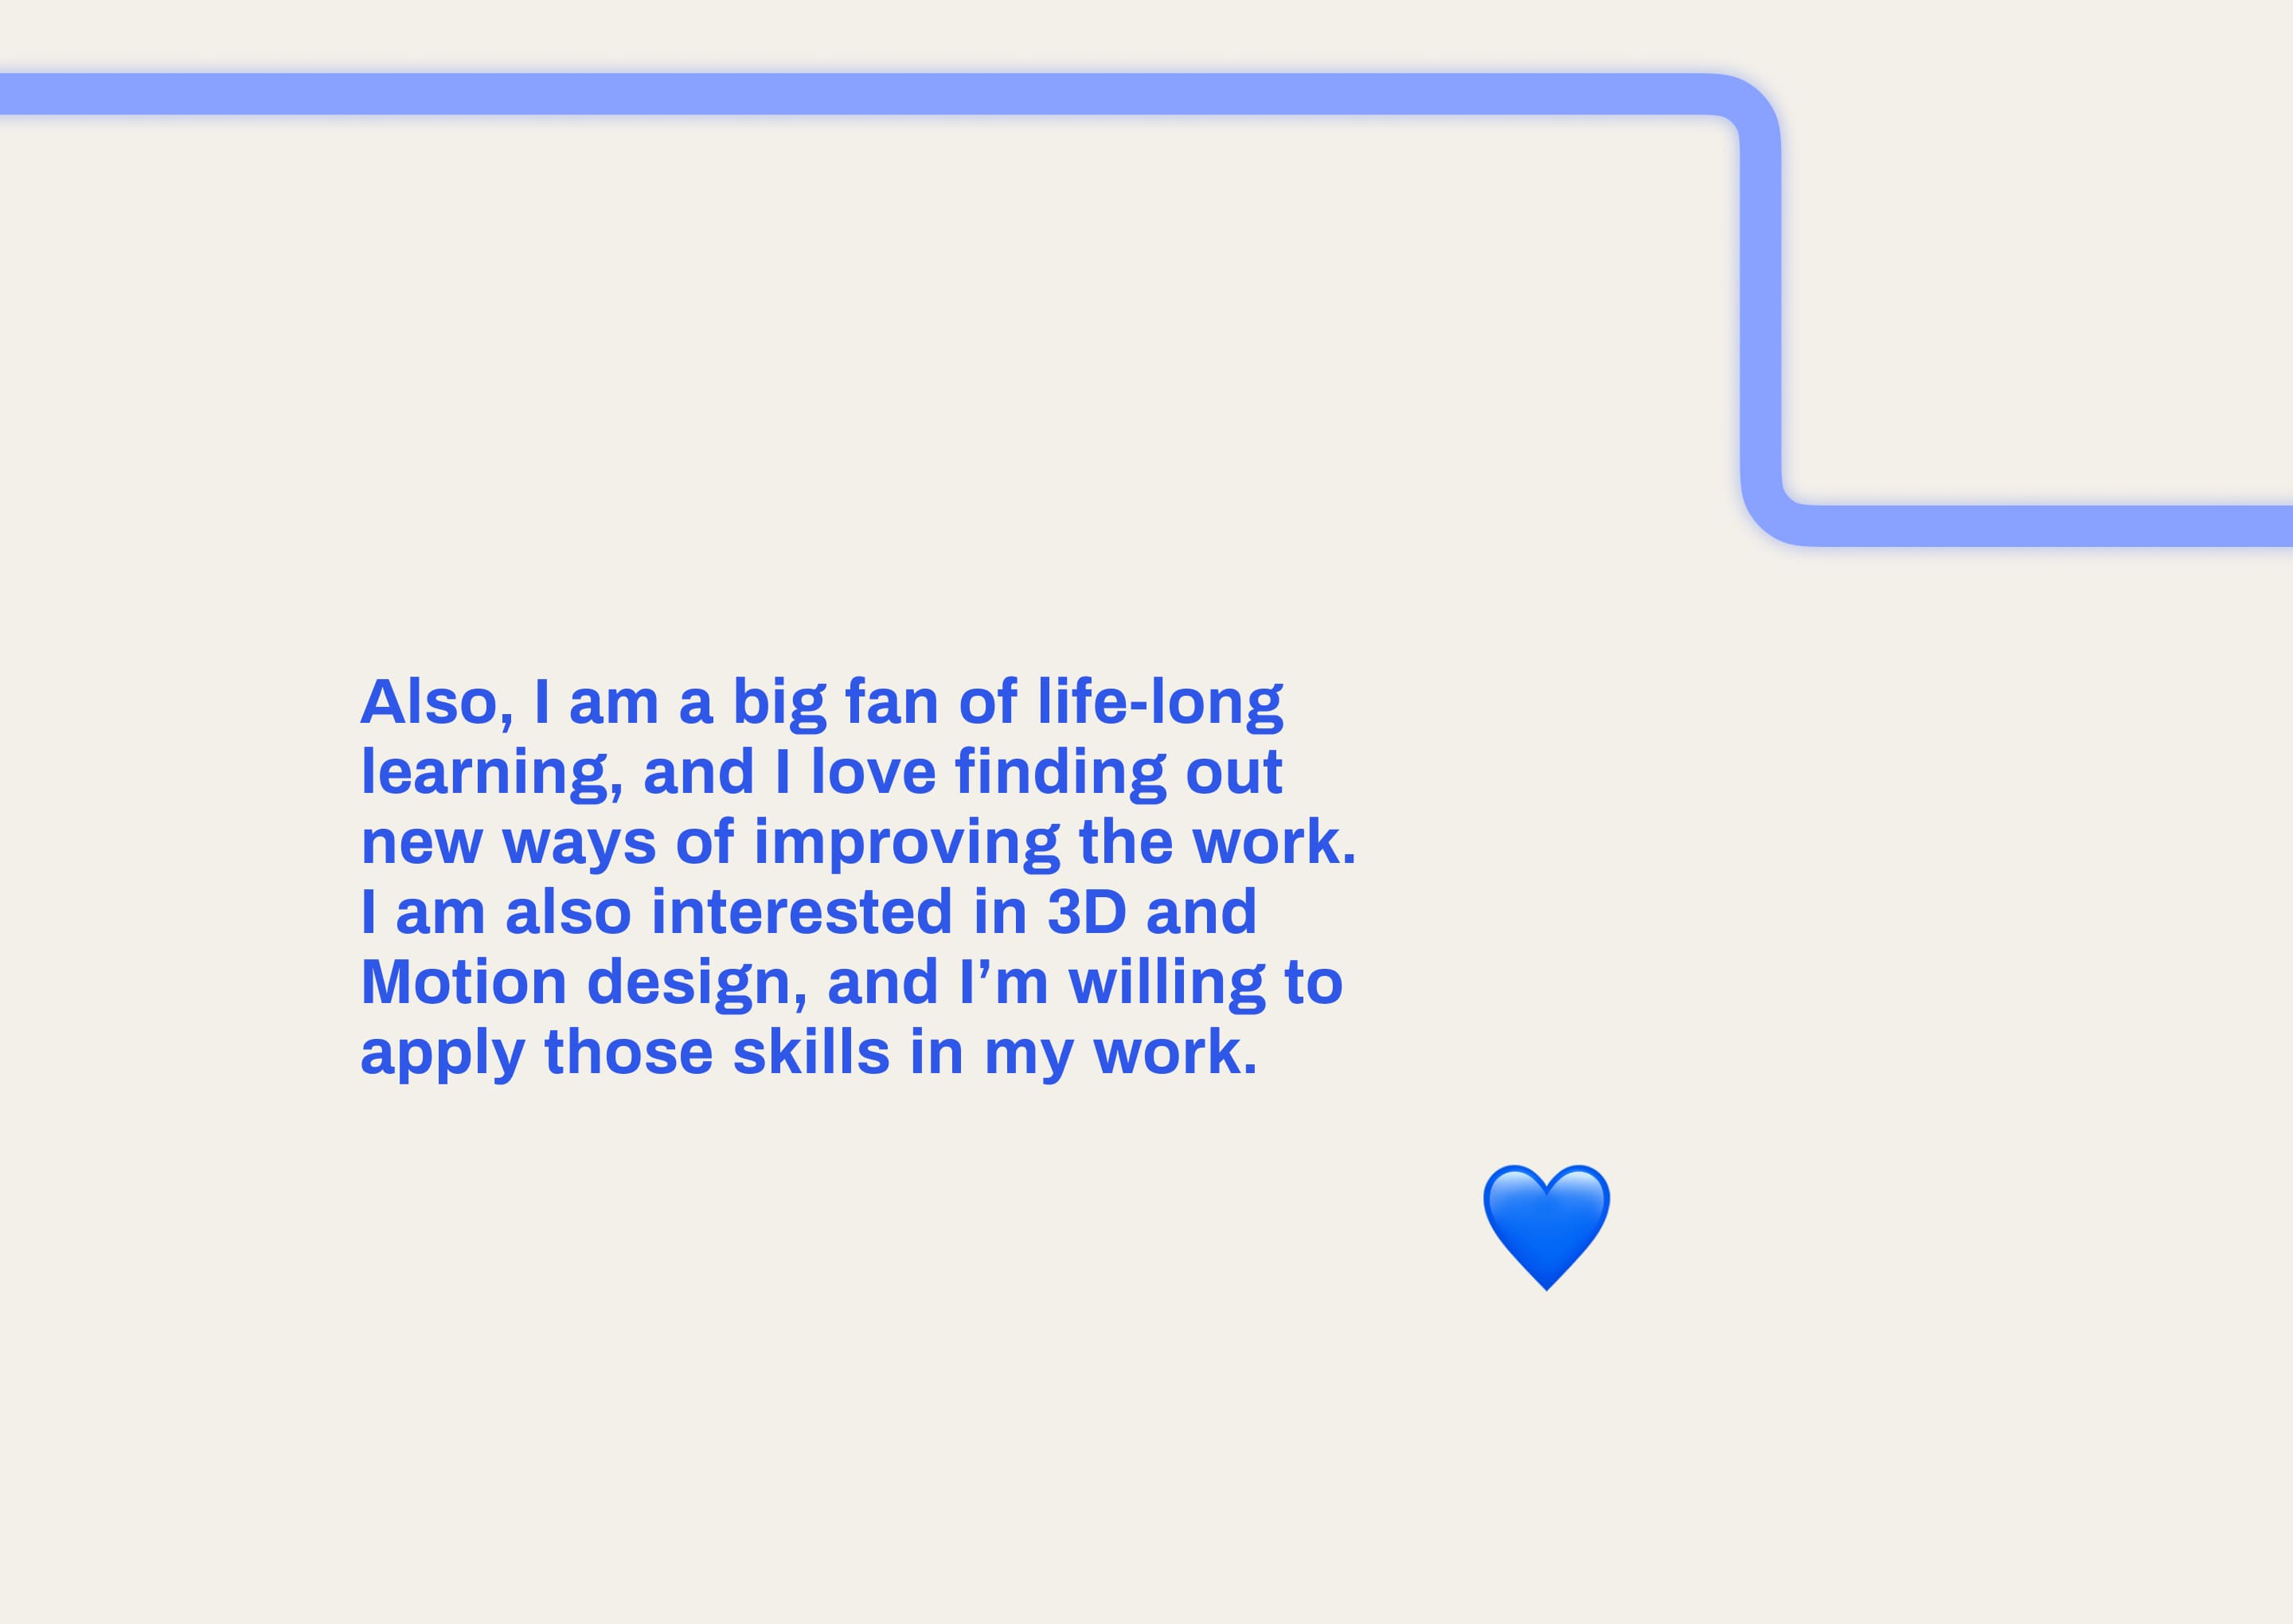 Also, I am a big fan of life-long
learning, and I love finding out
new ways of improving the work.
I am also interested in 3D and
Motion design, and I’m willing to
apply those skills in my work.